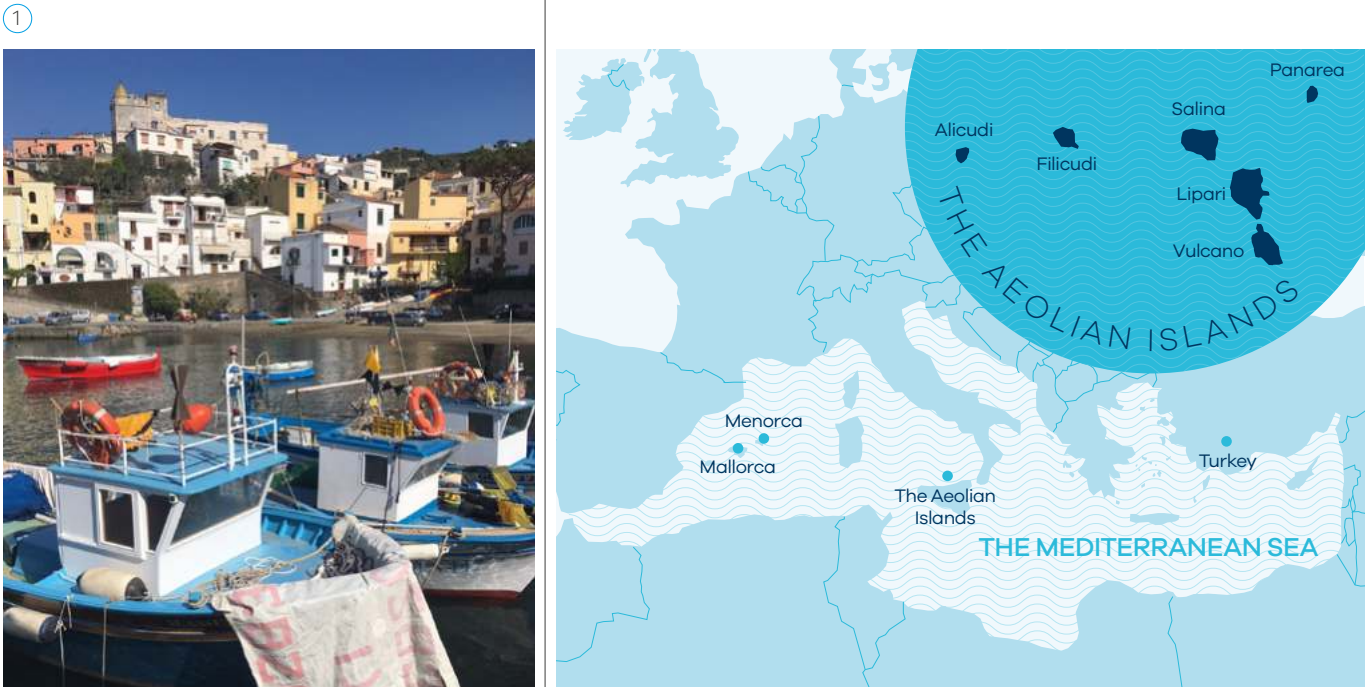 1
Panarea
Salina
Alicudi
Filicudi
Lipari
Vulcano
THE AEOLIAN ISLANDS
Menorca
Mallorca
The Aeolian
Islands
Turkey
THE MEDITERRANEAN SEA